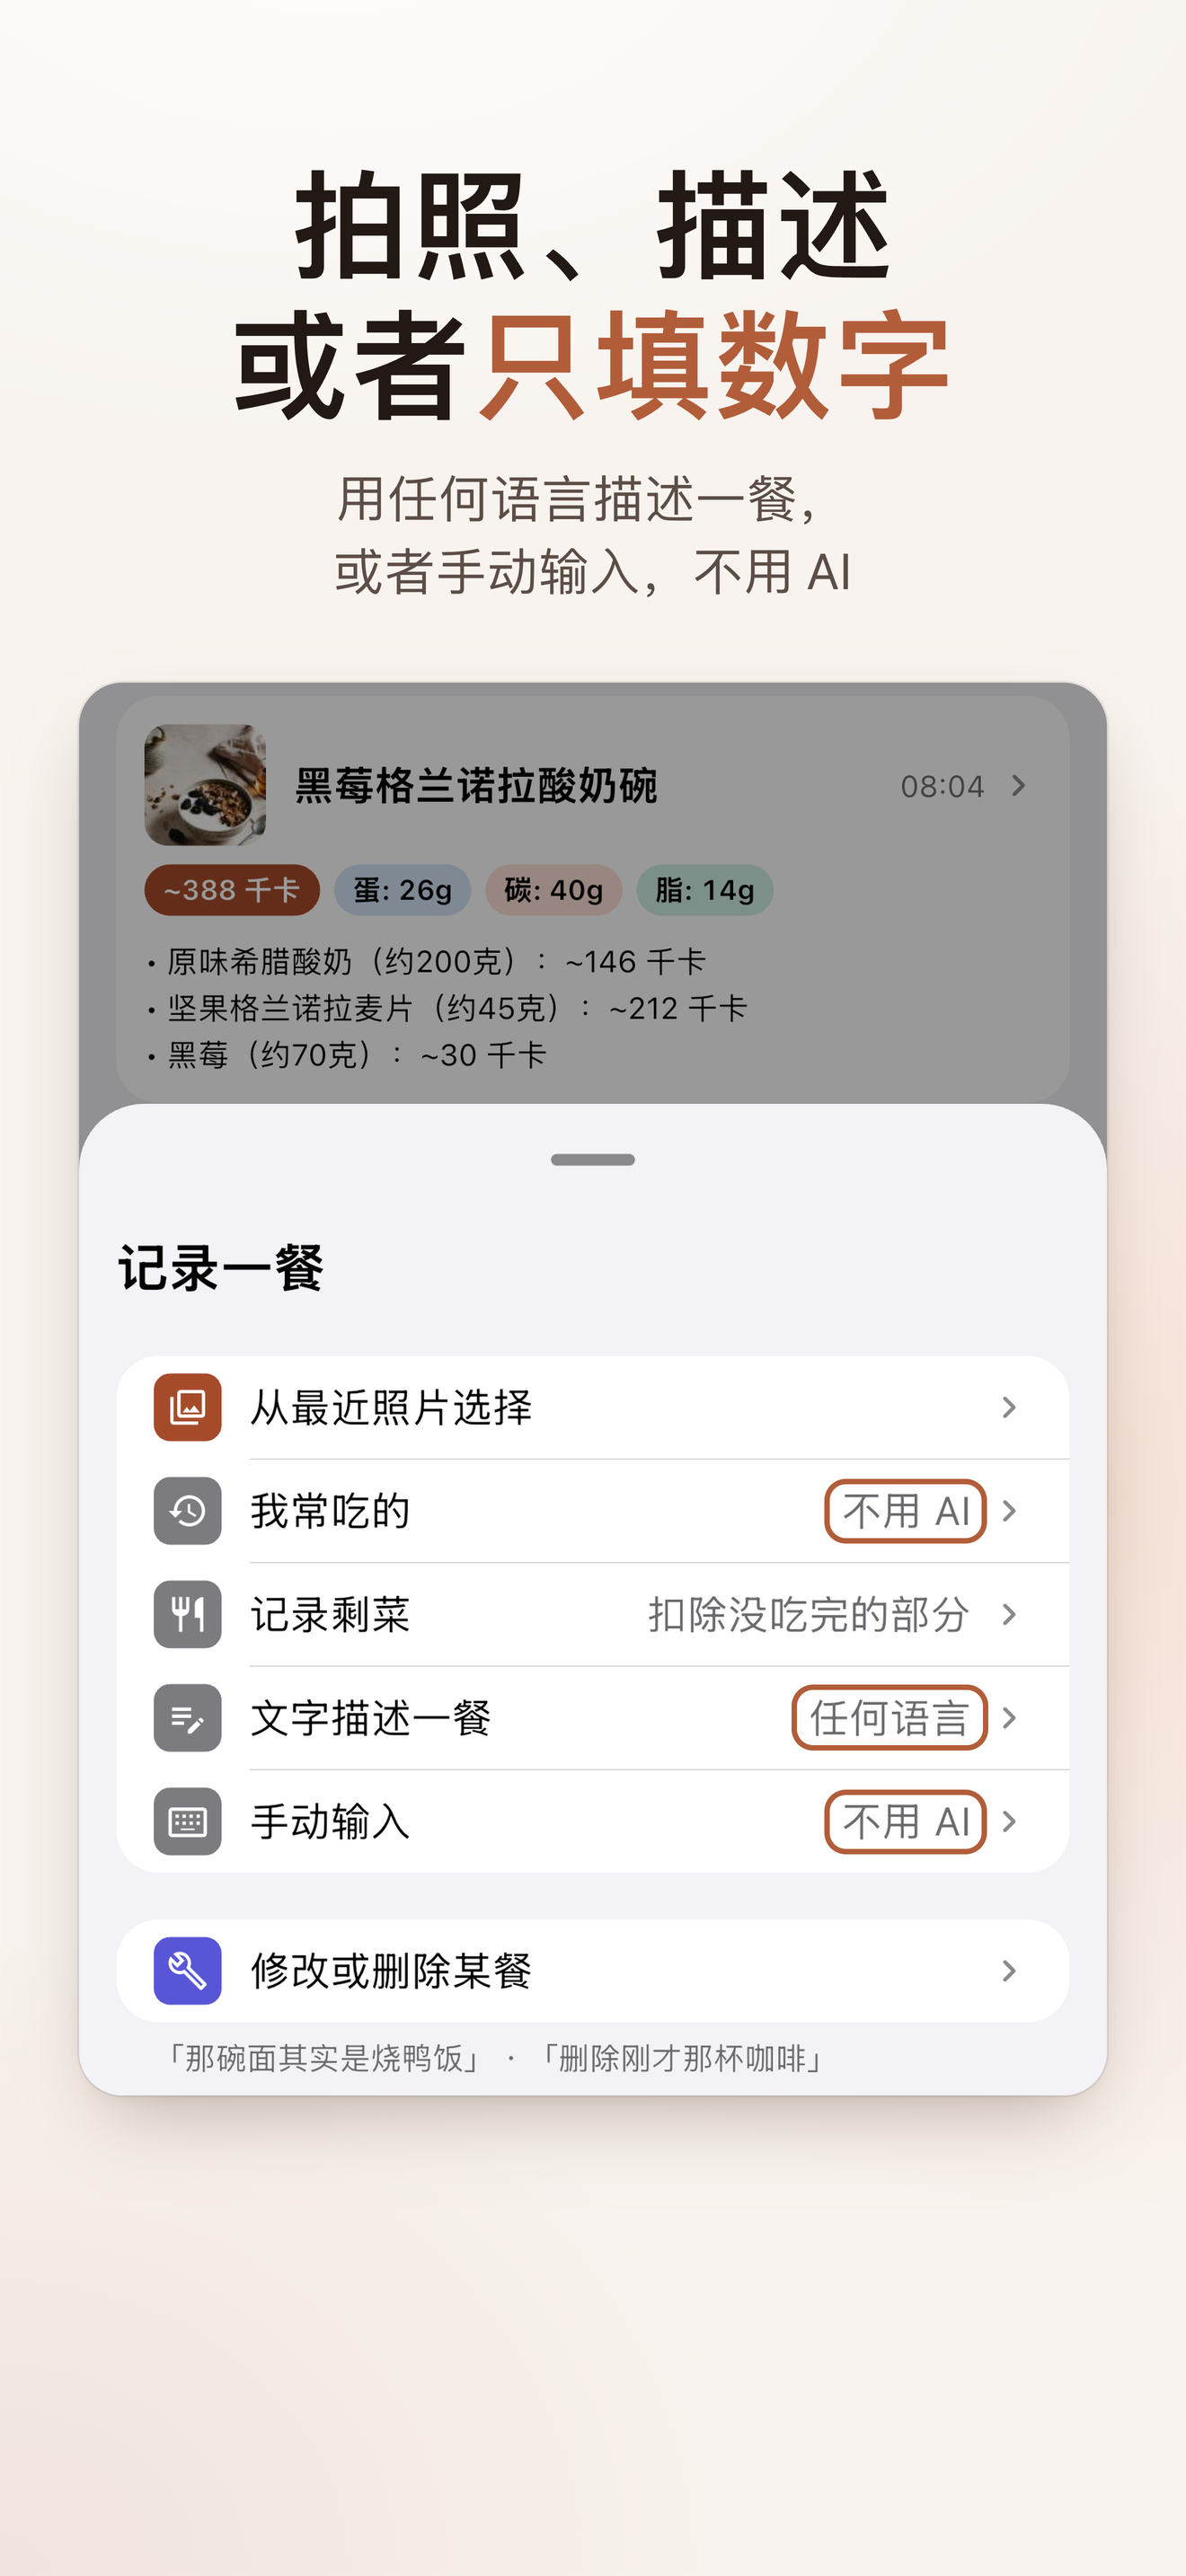 拍照、描述
或者只填数字
用任何语言描述一餐，
或者手动输入，不用 AI
黑莓格兰诺拉酸奶碗
08:04
~388 千卡 蛋: 26g 碳: 40g 脂: 14g
• 原味希腊酸奶（约200克）：~146 千卡
• 坚果格兰诺拉麦片（约45克）：~212 千卡
• 黑莓（约70克）：~30 千卡
记录一餐
从最近照片选择
我常吃的 不用 AI
记录剩菜 扣除没吃完的部分
文字描述一餐 任何语言
手动输入 不用 AI
修改或删除某餐
「那碗面其实是烧鸭饭」 · 「删除刚才那杯咖啡」